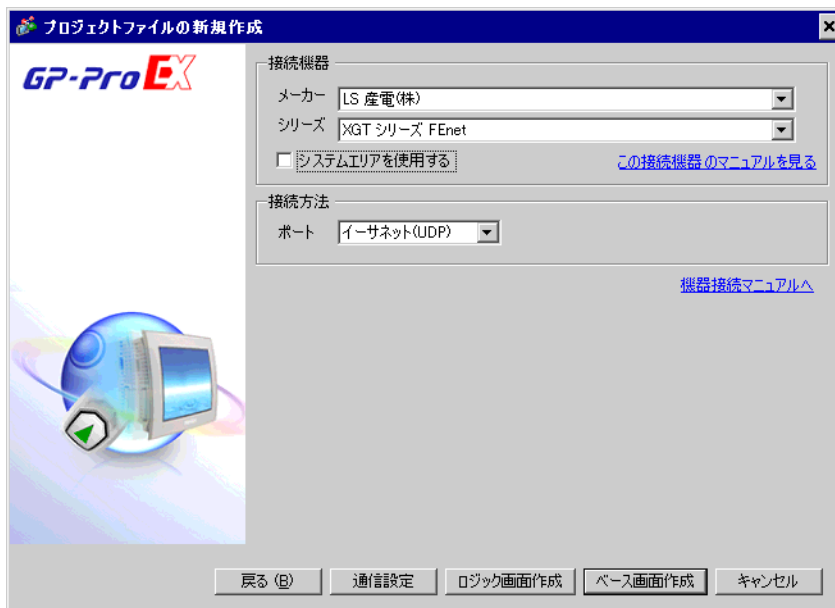 プロジェクトファイルの新規作成
GP-Pro EX
接続機器
メーカー LS 産電(株)
シリーズ XGT シリーズ FEnet
システムエリアを使用する この接続機器のマニュアルを見る
接続方法
ポート イーサネット(UDP)
機器接続マニュアルへ
戻る (B) 通信設定 ロジック画面作成 ベース画面作成 キャンセル